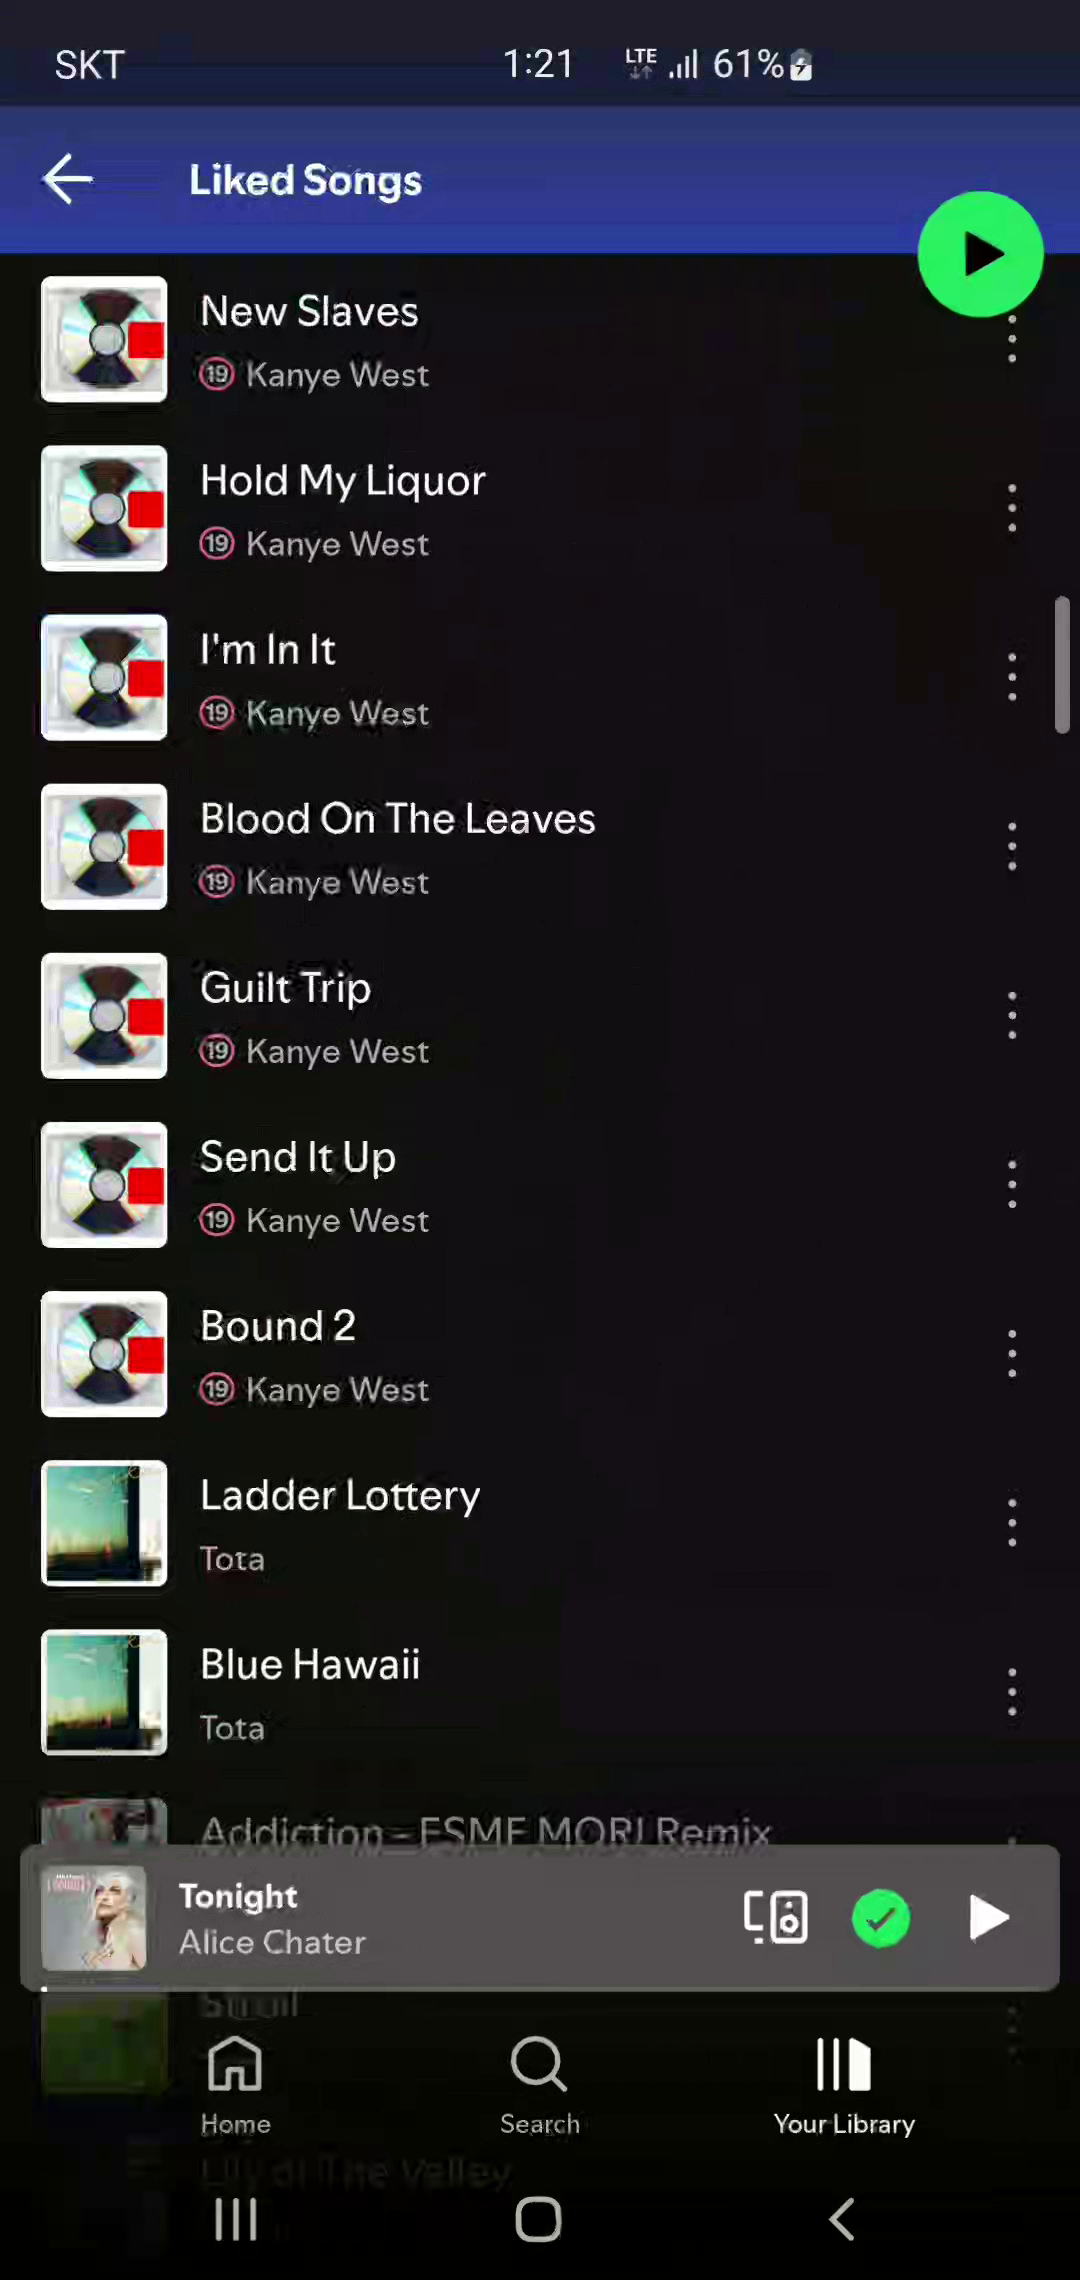 SKT
1:21
LTE
61%
Liked Songs
New Slaves
19 Kanye West
Hold My Liquor
19 Kanye West
I'm In It
19 Kanye West
Blood On The Leaves
19 Kanye West
Guilt Trip
19 Kanye West
Send It Up
19 Kanye West
Bound 2
19 Kanye West
Ladder Lottery
Tota
Blue Hawaii
Tota
Addiction - ESME MORI Remix
Tonight
Alice Chater
Stroll
Home
Search
Your Library
Lily of The Valley